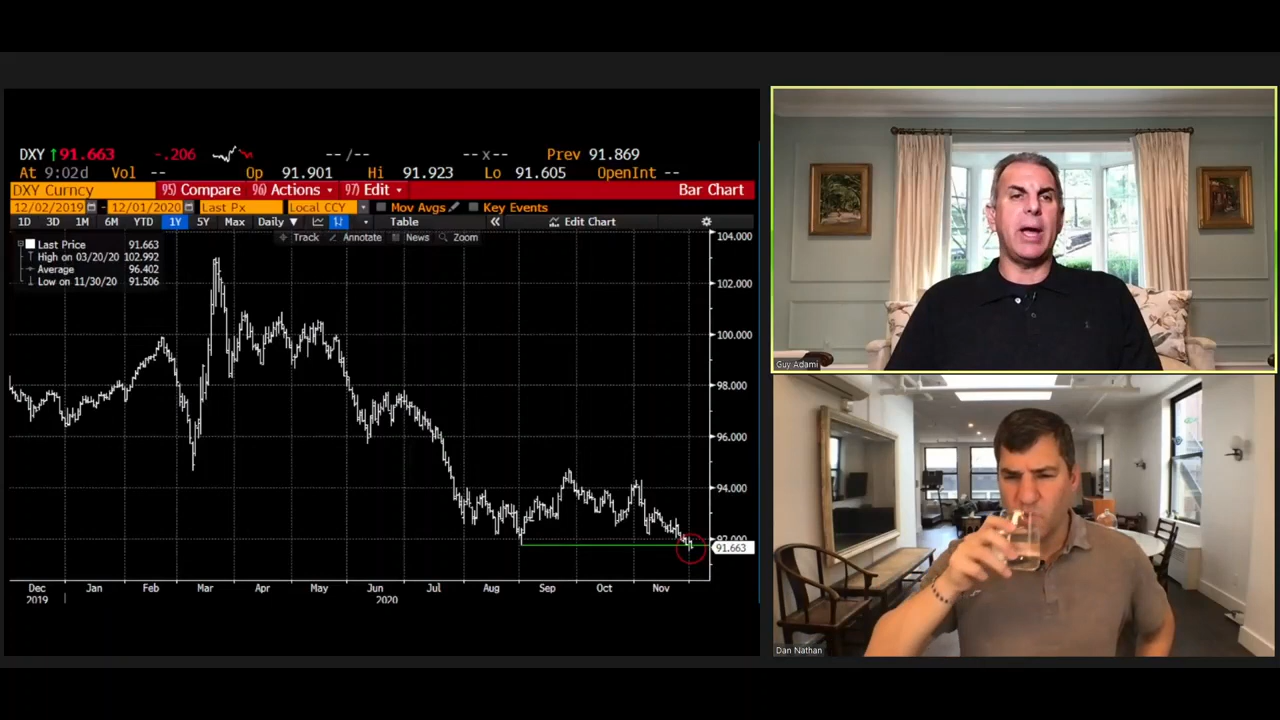 DXY ↑91.663 -.206 -- /-- -- x-- Prev 91.869
At 9:02d Vol -- Op 91.901 Hi 91.923 Lo 91.605 OpenInt --
DXY Curncy 95) Compare 96) Actions 97) Edit Bar Chart
12/02/2019 - 12/01/2020 Last Px Local CCY Mov Avgs Key Events
1D 3D 1M 6M YTD 1Y 5Y Max Daily ▼ Table « Edit Chart
Track Annotate News Zoom
Last Price 91.663
High on 03/20/20 102.992
Average 96.402
Low on 11/30/20 91.506
104.000
102.000
100.000
98.000
96.000
94.000
92.000
91.663
Dec Jan Feb Mar Apr May Jun Jul Aug Sep Oct Nov
2019 2020
Guy Adami
Dan Nathan